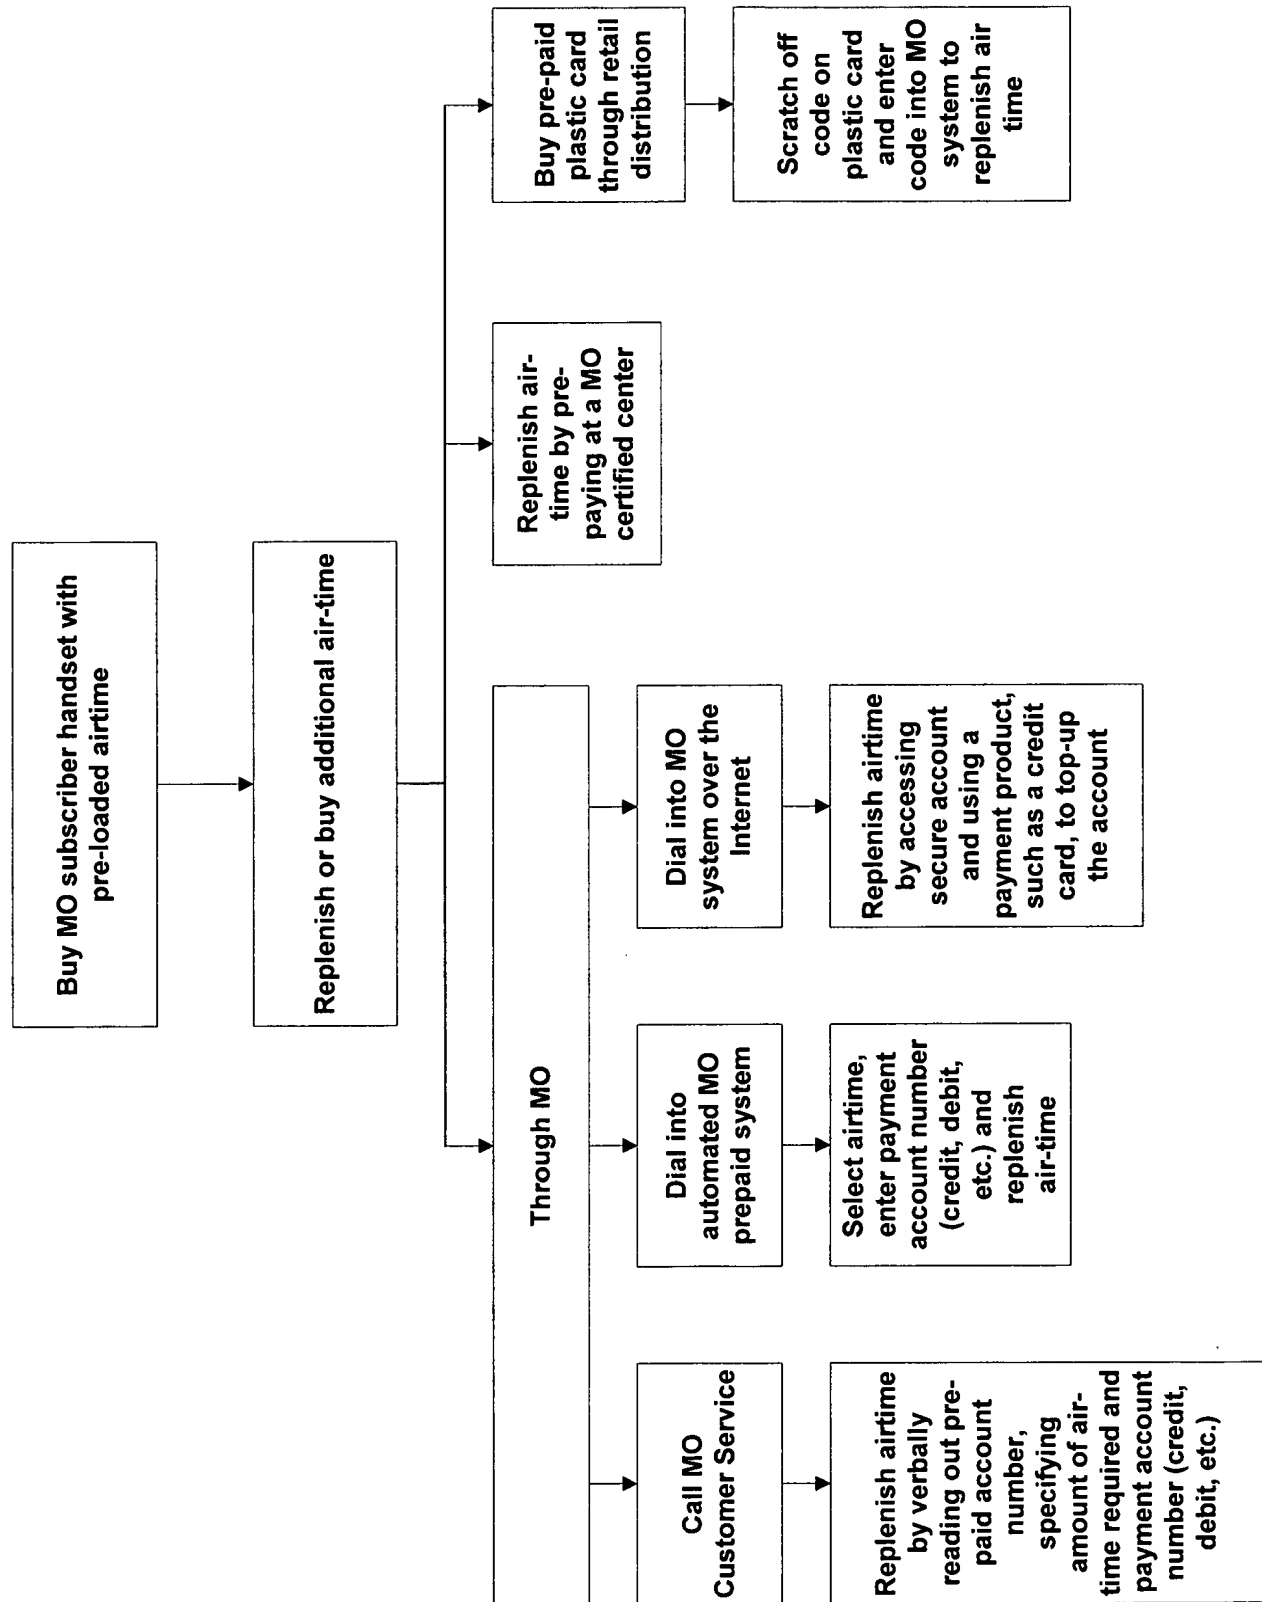 Buy MO subscriber handset with
pre-loaded airtime
Replenish or buy additional air-time
Through MO
Replenish air-
time by pre-
paying at a MO
certified center
Buy pre-paid
plastic card
through retail
distribution
Call MO
Customer Service
Dial into
automated MO
prepaid system
Dial into MO
system over the
Internet
Scratch off
code on
plastic card
and enter
code into MO
system to
replenish air
time
Replenish airtime
by verbally
reading out pre-
paid account
number,
specifying
amount of air-
time required and
payment account
number (credit,
debit, etc.)
Select airtime,
enter payment
account number
(credit, debit,
etc.) and
replenish
air-time
Replenish airtime
by accessing
secure account
and using a
payment product,
such as a credit
card, to top-up
the account